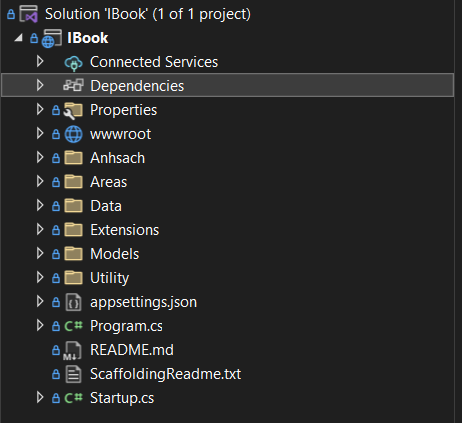 Solution 'IBook' (1 of 1 project)
IBook
Connected Services
Dependencies
Properties
wwwroot
Anhsach
Areas
Data
Extensions
Models
Utility
appsettings.json
C# Program.cs
README.md
ScaffoldingReadme.txt
C# Startup.cs